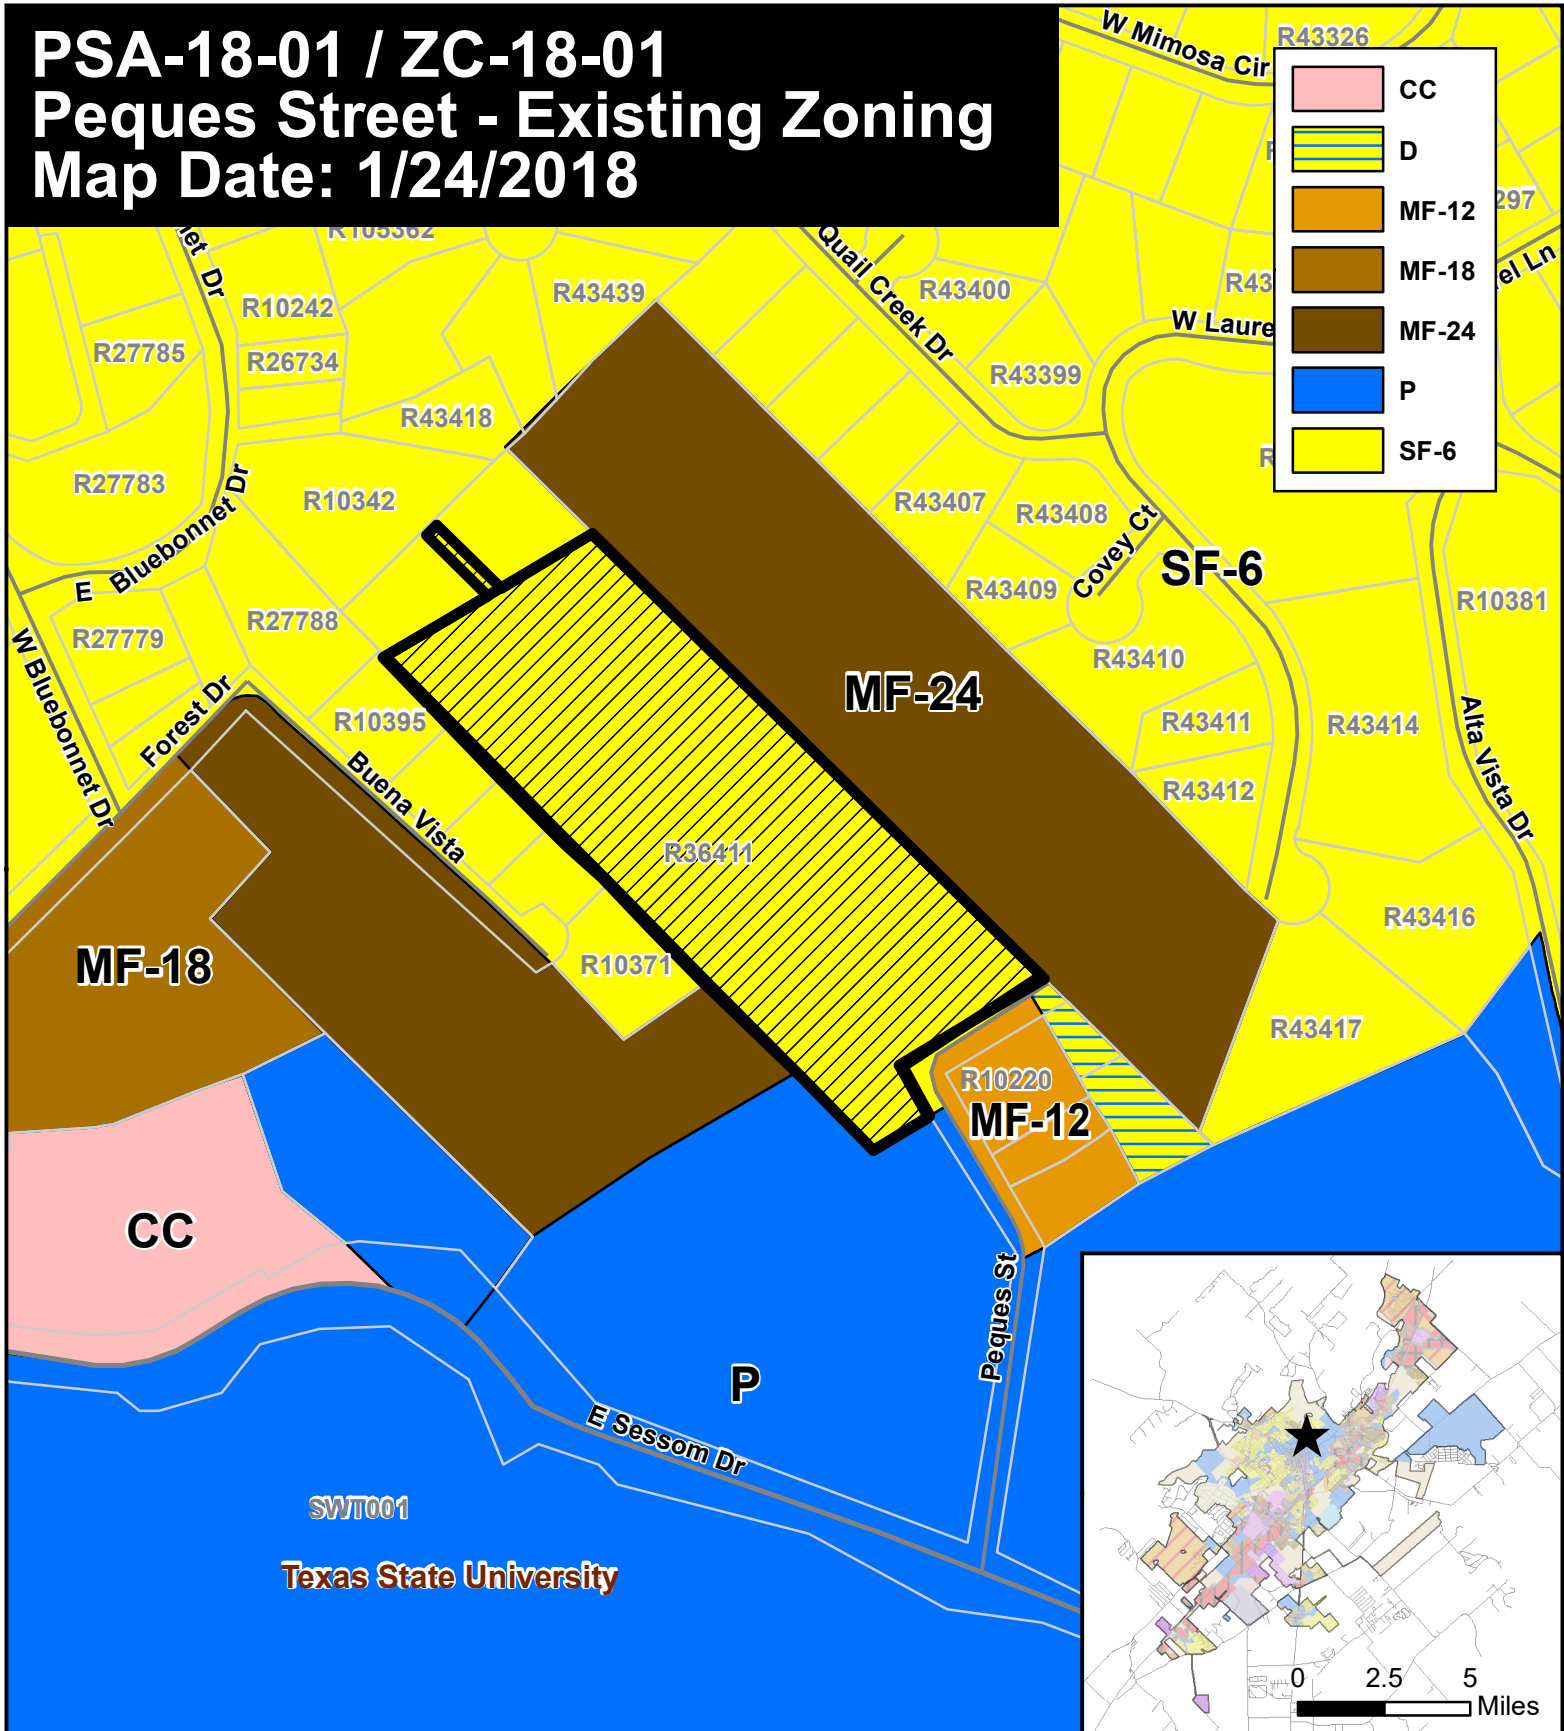 PSA-18-01 / ZC-18-01
Peques Street - Existing Zoning
Map Date: 1/24/2018
W Mimosa Cir
R43326
CC
D
MF-12
MF-18
MF-24
P
SF-6
297
R105362
R10242
R43439
Quail Creek Dr
R43400
R43
W Laure
R27785
R26734
R43399
R43418
R27783
R10342
R43407
R43408
Covey Ct
SF-6
E Bluebonnet Dr
R43409
R10381
R27779
R27788
R43410
W Bluebonnet Dr
Forest Dr
R10395
MF-24
R43411
R43414
Alta Vista Dr
Buena Vista
R43412
R36411
MF-18
R10371
R43416
R43417
R10220
MF-12
CC
Peques St
P
E Sessom Dr
SWT001
Texas State University
0 2.5 5
Miles